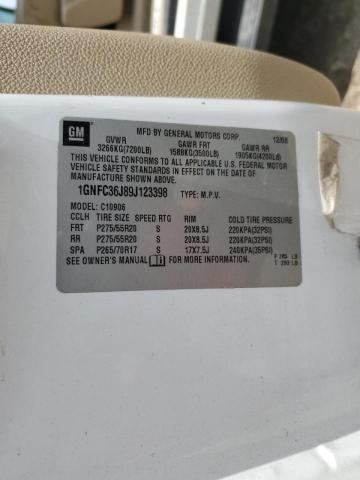 GM
MFD BY GENERAL MOTORS CORP. 12/08
GVWR GAWR FRT GAWR RR
3266KG(7200LB) 1588KG(3500LB) 1905KG(4200LB)
THIS VEHICLE CONFORMS TO ALL APPLICABLE U.S. FEDERAL MOTOR
VEHICLE SAFETY, BUMPER, AND THEFT PREVENTION
STANDARDS IN EFFECT ON THE DATE OF
MANUFACTURE SHOWN ABOVE.
1GNFC36J89J123398 TYPE: M.P.V.
MODEL: C10906
CCLH TIRE SIZE SPEED RTG RIM COLD TIRE PRESSURE
FRT P275/55R20 S 20X8.5J 220KPA(32PSI)
RR P275/55R20 S 20X8.5J 220KPA(32PSI)
SPA P265/70R17 S 17X7.5J 240KPA(35PSI)
SEE OWNER'S MANUAL FOR MORE INFORMATION.